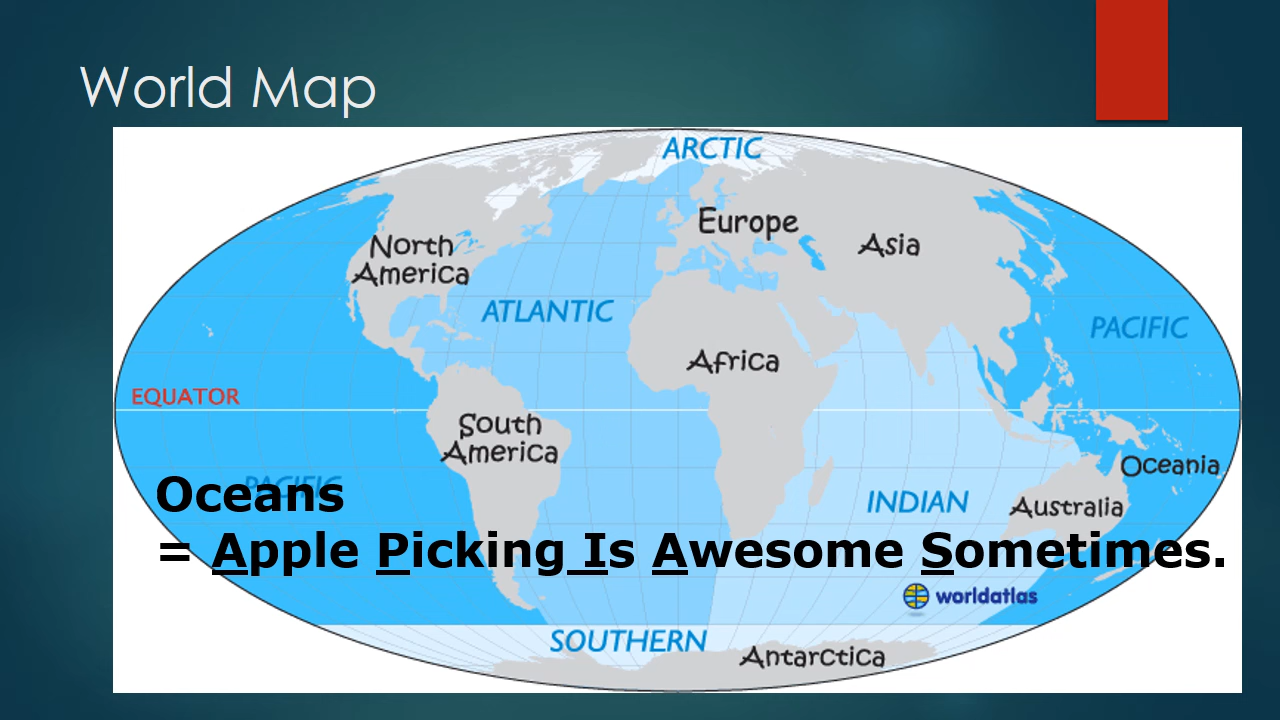 World Map
ARCTIC
Europe
North
America
Asia
ATLANTIC
PACIFIC
Africa
EQUATOR
South
America
Oceania
PACIFIC
Oceans
INDIAN
Australia
= Apple Picking Is Awesome Sometimes.
worldatlas
SOUTHERN
Antarctica